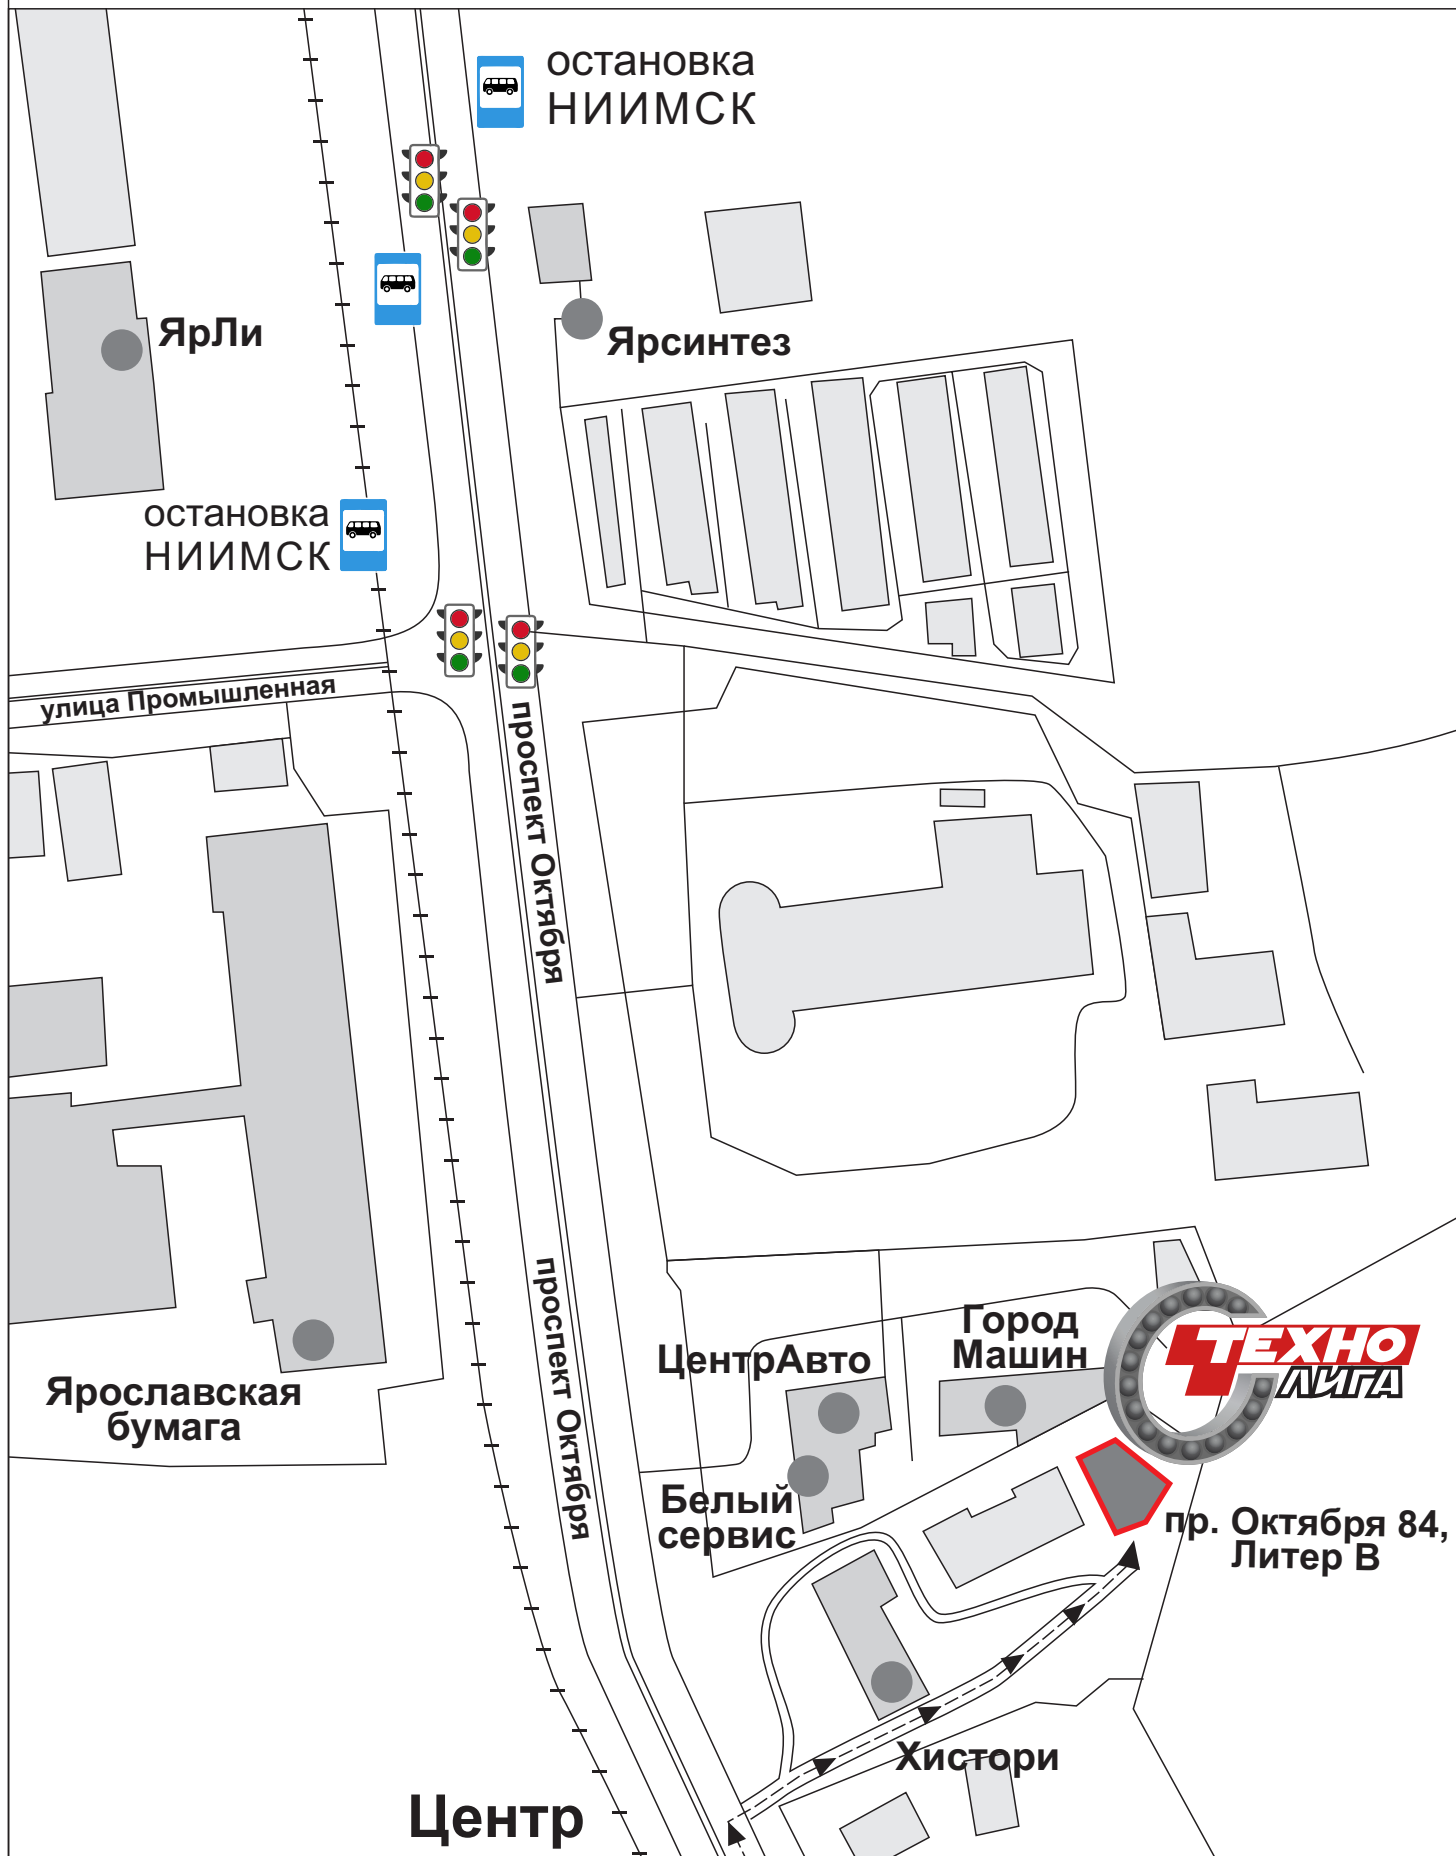 остановка
НИИМСК
ЯрЛи
Ярсинтез
остановка
НИИМСК
улица Промышленная
проспект Октября
проспект Октября
Город
Машин
ТЕХНО
ЛИГА
ЦентрАвто
Ярославская
бумага
Белый
сервис
пр. Октября 84,
Литер В
Хистори
Центр